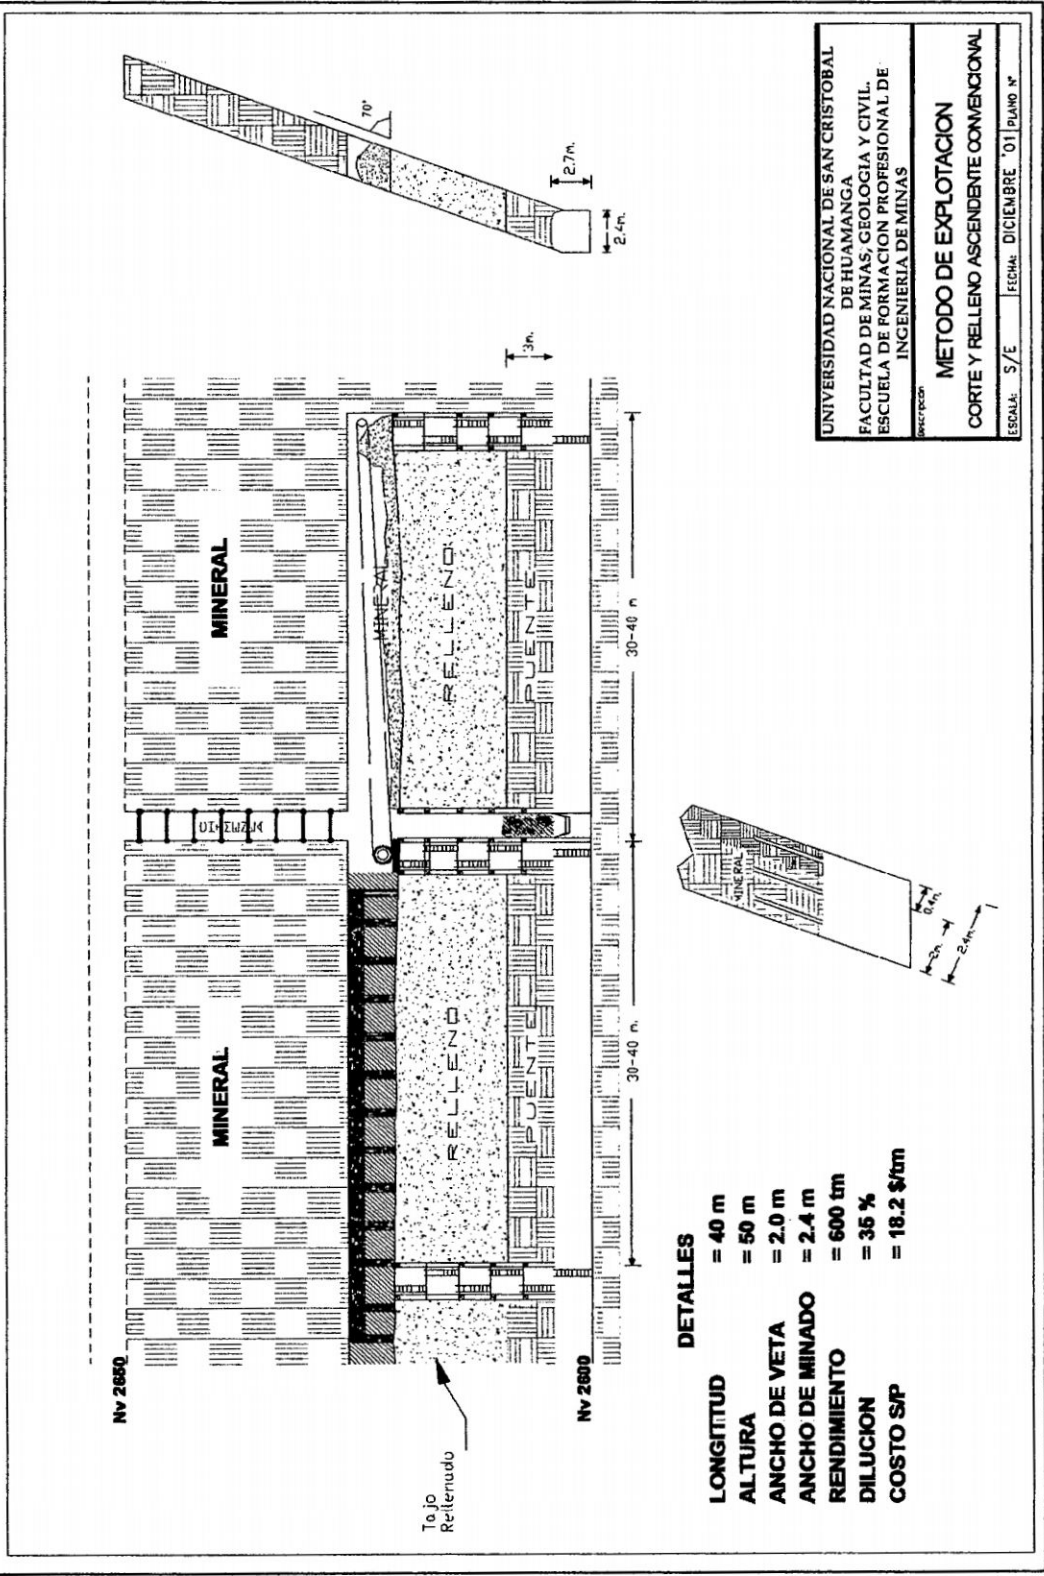 Nv 2650
MINERAL
MINERAL
MINERAL
RELLENO
RELLENO
PUENTE
PUENTE
Tajo
Rellenado
Nv 2600
30-40 m.
30-40 m
3m.
70°
2.7m.
2.4m.
MINERAL
2m.
0.4m.
2.4m.
DETALLES
LONGITTUD = 40 m
ALTURA = 50 m
ANCHO DE VETA = 2.0 m
ANCHO DE MINADO = 2.4 m
RENDIMIENTO = 600 tm
DILUCION = 35 %
COSTO S/P = 18.2 $/tm
UNIVERSIDAD NACIONAL DE SAN CRISTOBAL
DE HUAMANGA
FACULTAD DE MINAS, GEOLOGIA Y CIVIL.
ESCUELA DE FORMACION PROFESIONAL DE
INGENIERIA DE MINAS
Descripción
METODO DE EXPLOTACION
CORTE Y RELLENO ASCENDENTE CONVENCIONAL
ESCALA: S/E FECHA: DICIEMBRE '01 PLANO N°